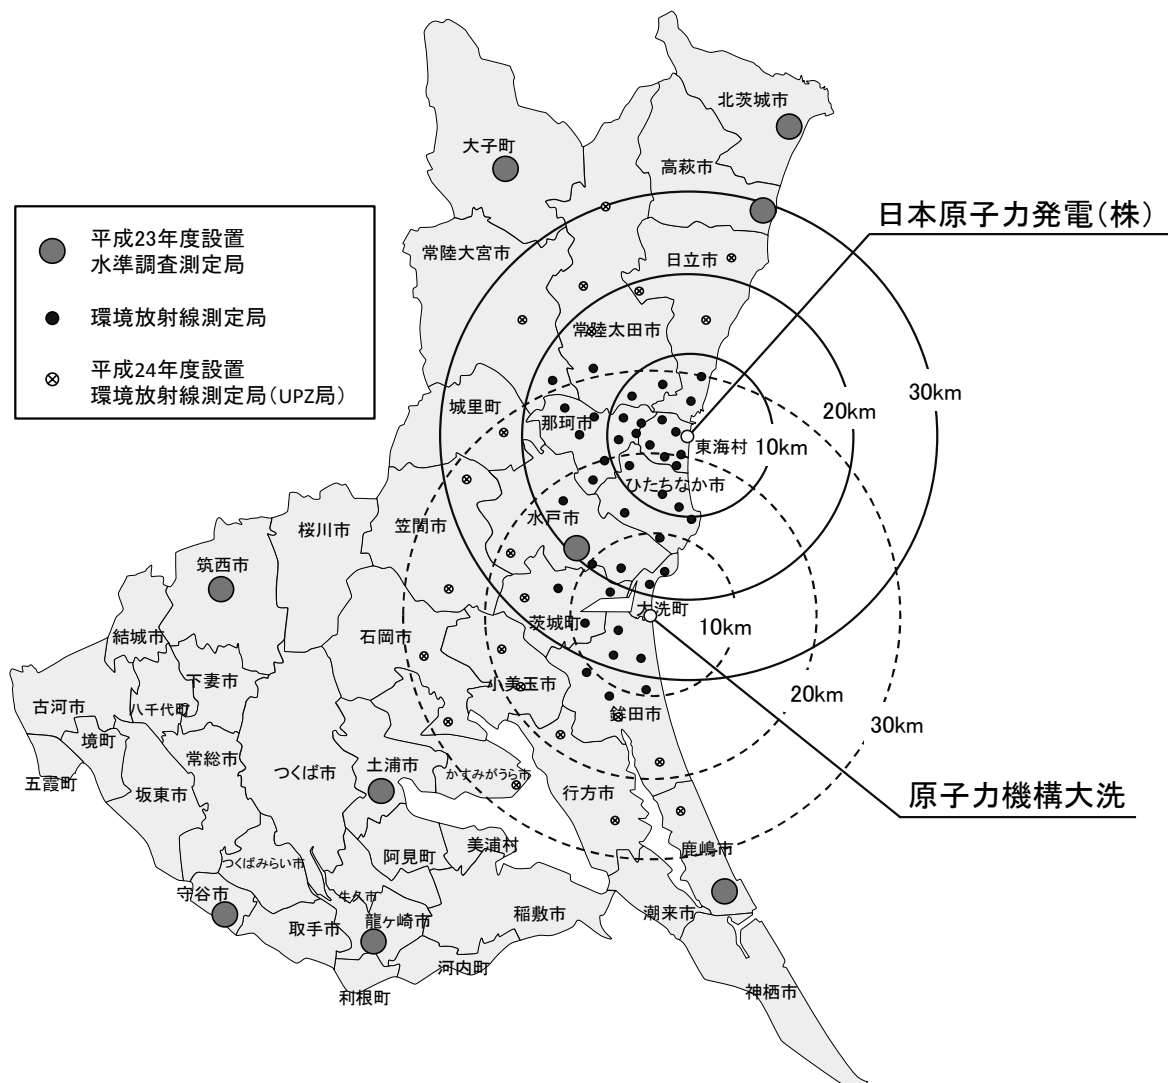 北茨城市
大子町
高萩市
日本原子力発電（株）
平成23年度設置
水準調査測定局
環境放射線測定局
平成24年度設置
環境放射線測定局（UPZ局）
常陸大宮市
日立市
常陸太田市
30km
20km
城里町
那珂市
東海村
10km
ひたちなか市
水戸市
笠間市
桜川市
筑西市
大洗町
茨城町
10km
結城市
石岡市
小美玉市
下妻市
八千代町
古河市
20km
鉾田市
30km
境町
常総市
つくば市
土浦市
かすみがうら市
五霞町
坂東市
行方市
原子力機構大洗
美浦村
阿見町
鹿嶋市
つくばみらい市
守谷市
牛久市
龍ヶ崎市
稲敷市
潮来市
取手市
河内町
利根町
神栖市